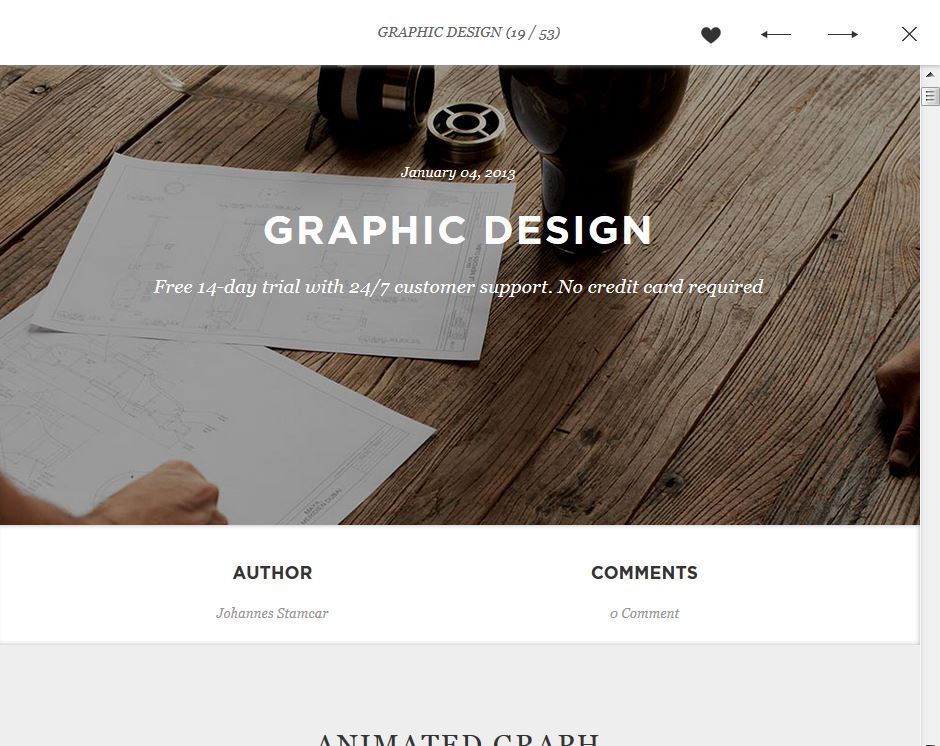 GRAPHIC DESIGN (19 / 53)
January 04, 2013
GRAPHIC DESIGN
Free 14-day trial with 24/7 customer support. No credit card required
AUTHOR
COMMENTS
Johannes Stamcar
0 Comment
ANIMATED GRAPH